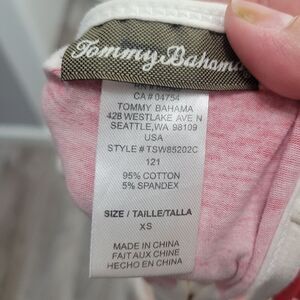 Tommy Bahama
CA # 04754
TOMMY BAHAMA
428 WESTLAKE AVE N
SEATTLE,WA 98109
USA
STYLE # TSW85202C
121
95% COTTON
5% SPANDEX
SIZE / TAILLE/TALLA
XS
MADE IN CHINA
FAIT AUX CHINE
HECHO EN CHINA